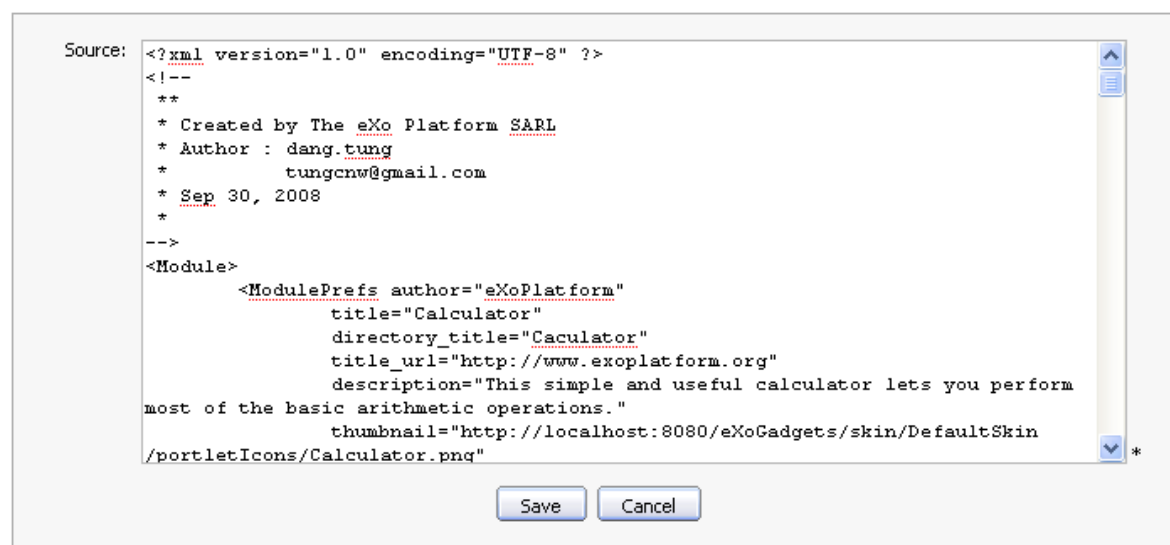 Source:
<?xml version="1.0" encoding="UTF-8" ?>
<!--
 **
 * Created by The eXo Platform SARL
 * Author : dang.tung
 *          tungcnw@gmail.com
 * Sep 30, 2008
 *
-->
<Module>
        <ModulePrefs author="eXoPlatform"
                title="Calculator"
                directory_title="Caculator"
                title_url="http://www.exoplatform.org"
                description="This simple and useful calculator lets you perform
most of the basic arithmetic operations."
                thumbnail="http://localhost:8080/eXoGadgets/skin/DefaultSkin
/portletIcons/Calculator.png"
*
Save Cancel